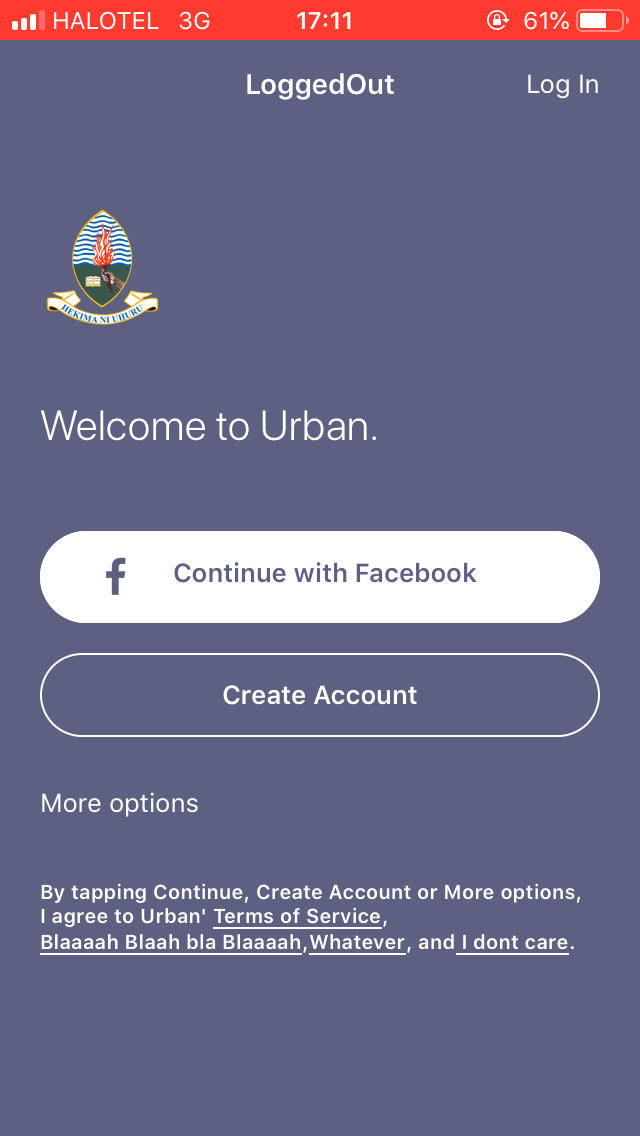 HALOTEL 3G 17:11 61%
LoggedOut Log In
HEKIMA NI UHURU
Welcome to Urban.
Continue with Facebook
Create Account
More options
By tapping Continue, Create Account or More options,
I agree to Urban' Terms of Service,
Blaaaah Blaah bla Blaaaah,Whatever, and I dont care.